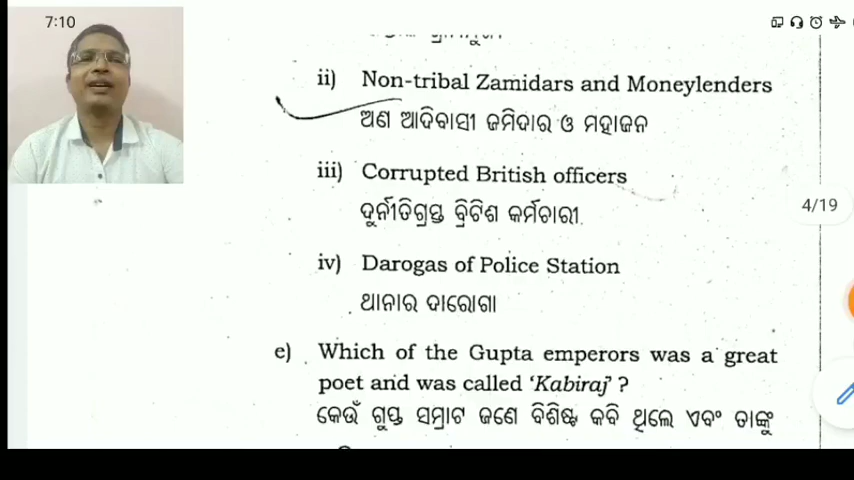 7:10
ii) Non-tribal Zamidars and Moneylenders
ଅଣ ଆଦିବାସୀ ଜମିଦାର ଓ ମହାଜନ
iii) Corrupted British officers
ଦୁର୍ନୀତିଗ୍ରସ୍ତ ବ୍ରିଟିଶ କର୍ମଚାରୀ
4/19
iv) Darogas of Police Station
ଥାନାର ଦାରୋଗା
e) Which of the Gupta emperors was a great
poet and was called ‘Kabiraj’ ?
କେଉଁ ଗୁପ୍ତ ସମ୍ରାଟ ଜଣେ ବିଶିଷ୍ଟ କବି ଥିଲେ ଏବଂ ତାଙ୍କୁ